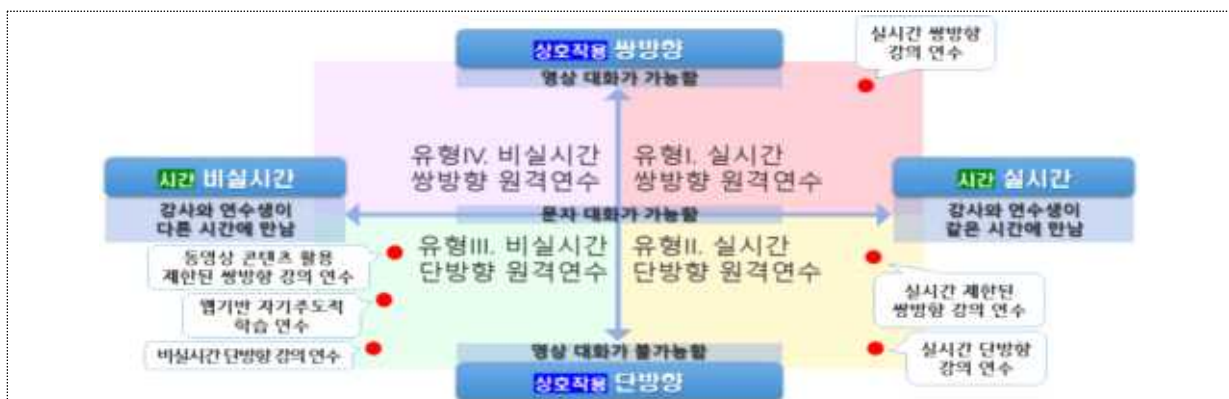 상호작용 쌍방향
영상 대화가 가능함
실시간 쌍방향
강의 연수
유형IV. 비실시간
쌍방향 원격연수
유형I. 실시간
쌍방향 원격연수
시간 비실시간
강사와 연수생이
다른 시간에 만남
문자 대화가 가능함
시간 실시간
강사와 연수생이
같은 시간에 만남
유형III. 비실시간
단방향 원격연수
유형II. 실시간
단방향 원격연수
동영상 콘텐츠 활용
제한된 쌍방향 강의 연수
웹기반 자기주도적
학습 연수
비실시간 단방향 강의 연수
실시간 제한된
쌍방향 강의 연수
실시간 단방향
강의 연수
영상 대화가 불가능함
상호작용 단방향